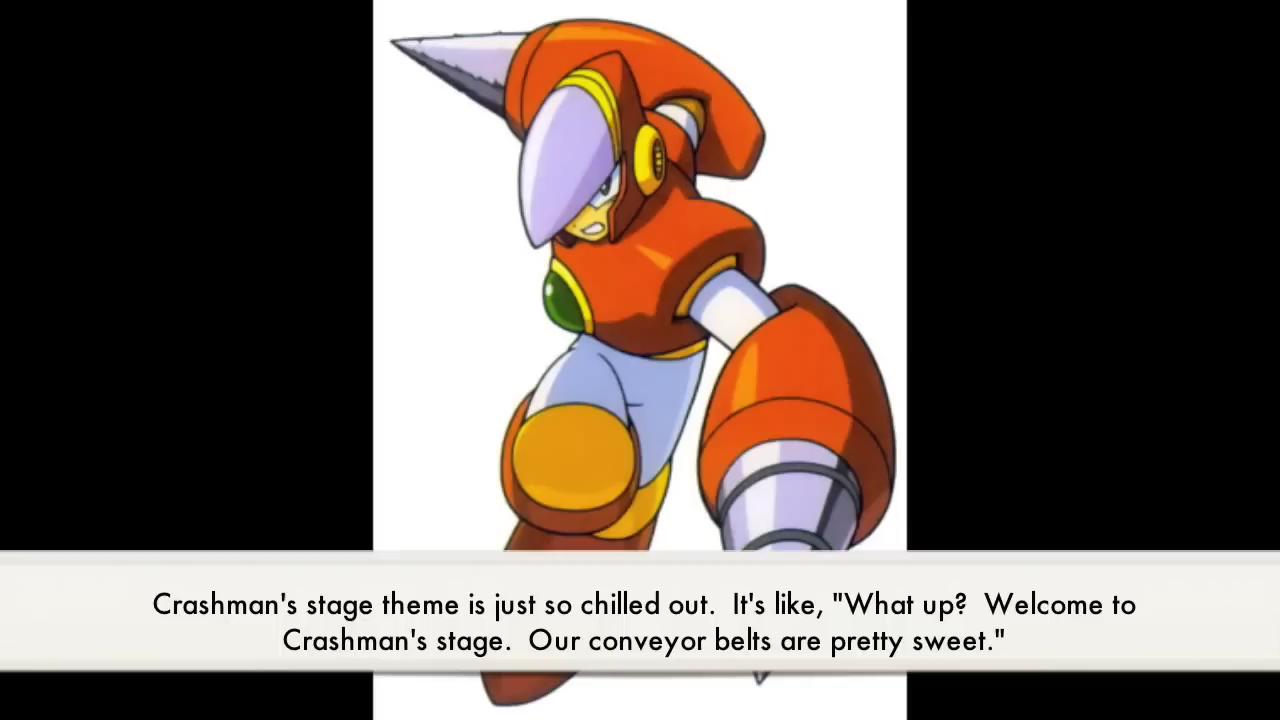 Crashman's stage theme is just so chilled out.  It's like, "What up?  Welcome to
Crashman's stage.  Our conveyor belts are pretty sweet."